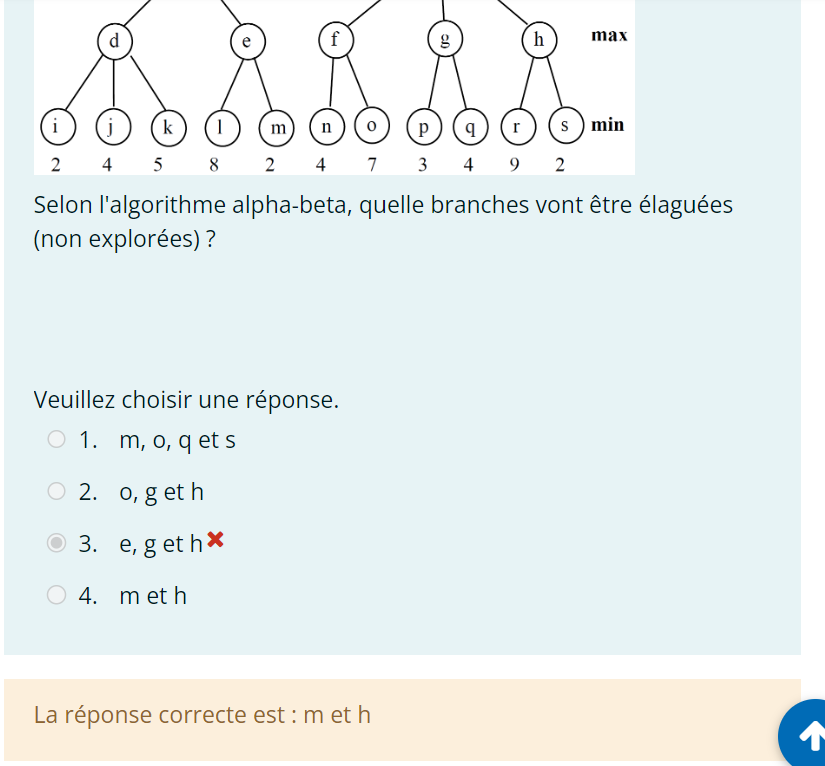 d e f g h max
i j k l m n o p q r s min
2 4 5 8 2 4 7 3 4 9 2
Selon l'algorithme alpha-beta, quelle branches vont être élaguées
(non explorées) ?
Veuillez choisir une réponse.
1. m, o, q et s
2. o, g et h
3. e, g et h
4. m et h
La réponse correcte est : m et h